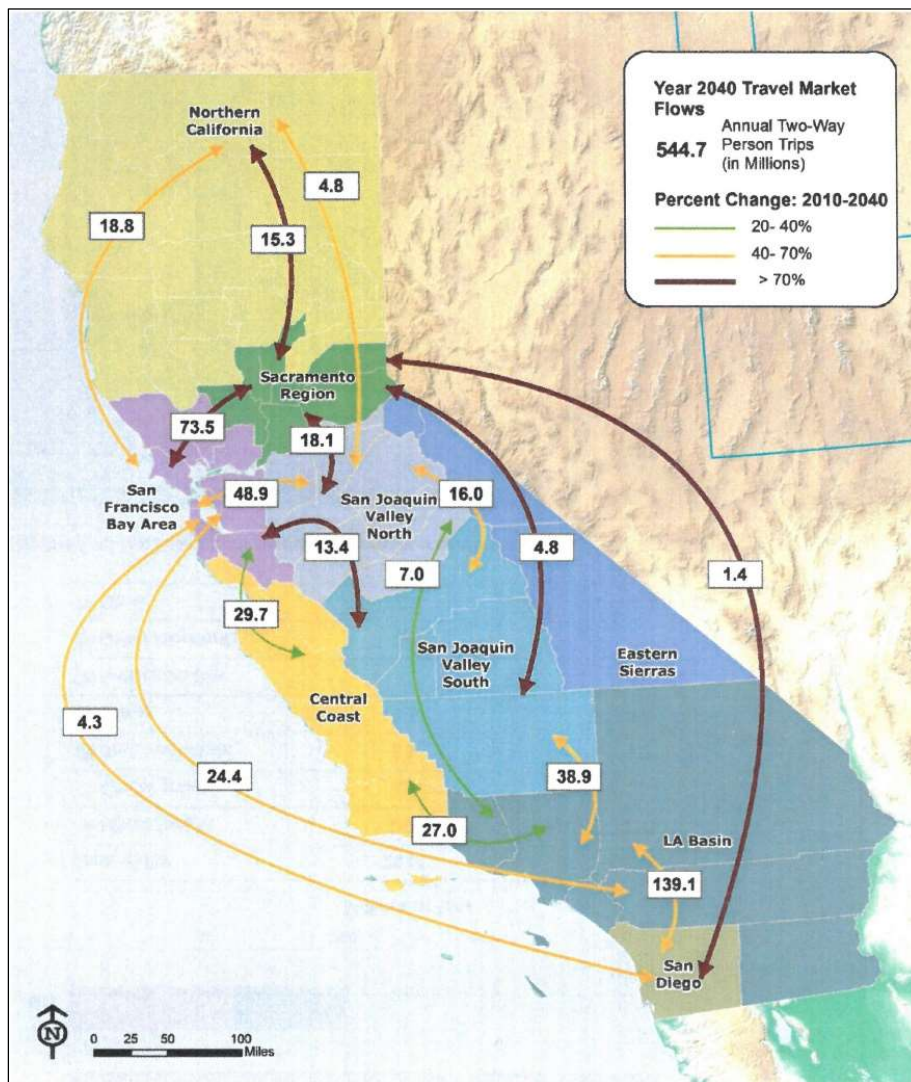 Year 2040 Travel Market
Flows
544.7
Annual Two-Way
Person Trips
(in Millions)
Percent Change: 2010-2040
20- 40%
40- 70%
> 70%
Northern
California
4.8
18.8
15.3
Sacramento
Region
73.5
18.1
San
Francisco
Bay Area
48.9
San Joaquin
Valley
North
16.0
13.4
7.0
4.8
1.4
29.7
San Joaquin
Valley
South
Eastern
Sierras
Central
Coast
4.3
24.4
38.9
27.0
LA Basin
139.1
San
Diego
N
0 25 50 100
Miles